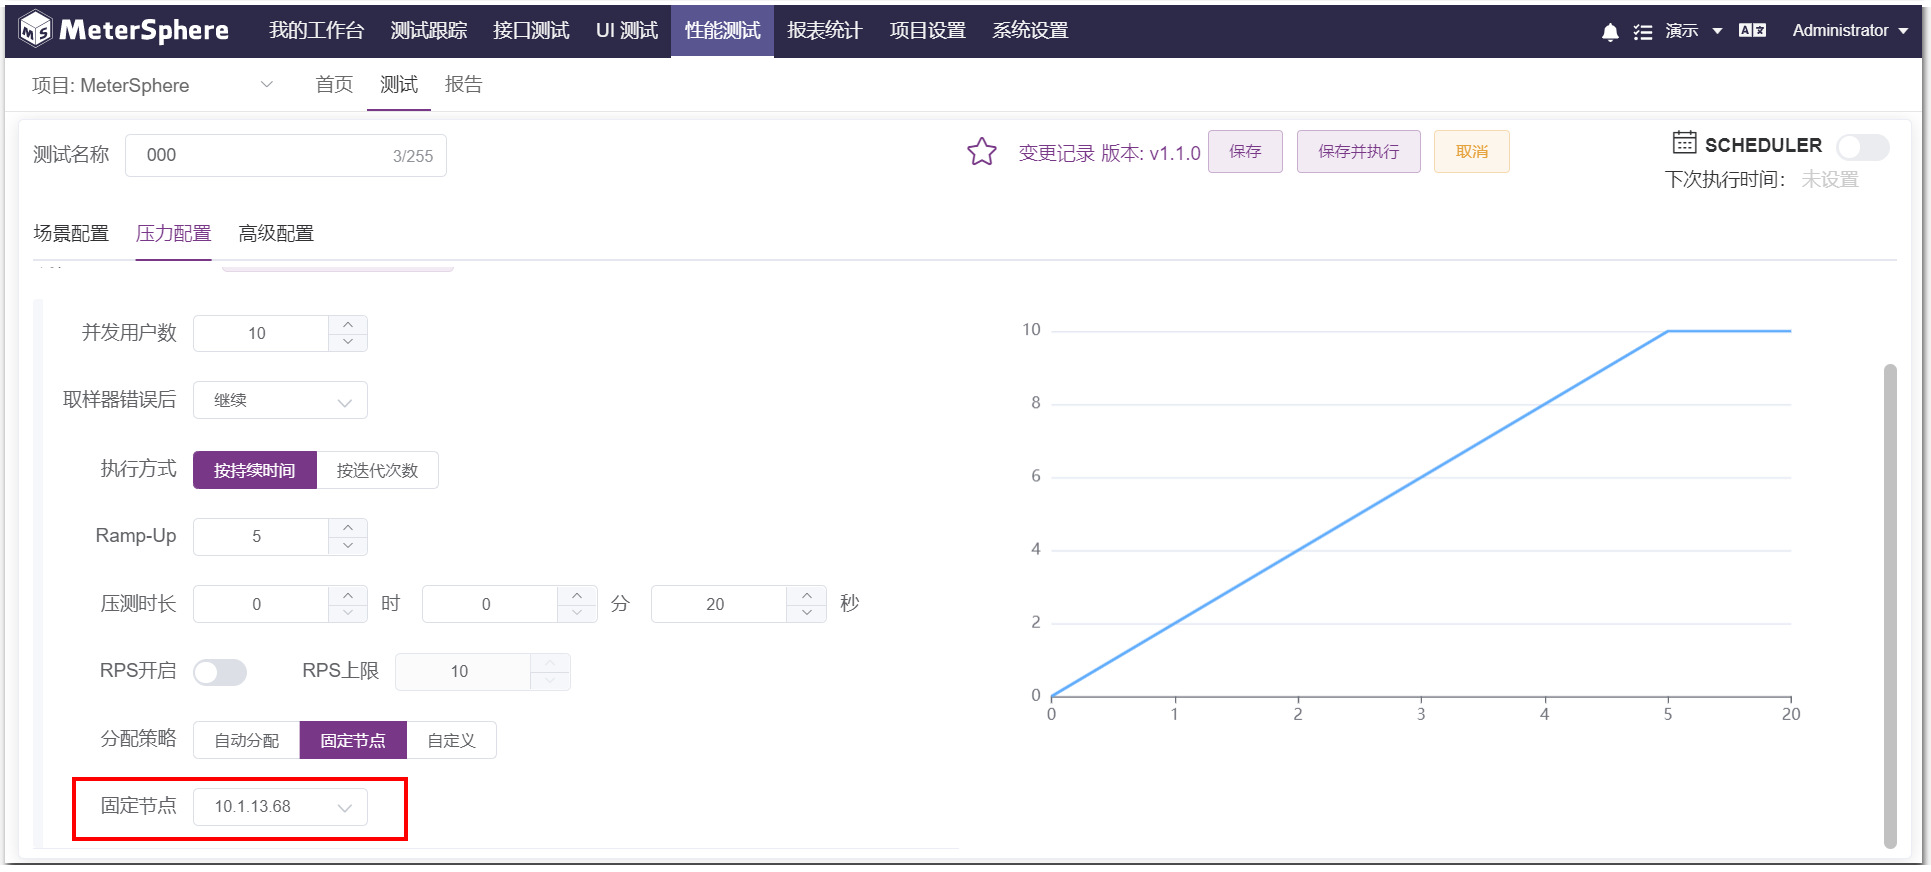 MeterSphere 我的工作台 测试跟踪 接口测试 UI 测试 性能测试 报表统计 项目设置 系统设置 演示 Administrator
项目: MeterSphere 首页 测试 报告
测试名称 000 3/255 变更记录 版本: v1.1.0 保存 保存并执行 取消 SCHEDULER
下次执行时间： 未设置
场景配置 压力配置 高级配置
并发用户数 10
取样器错误后 继续
执行方式 按持续时间 按迭代次数
Ramp-Up 5
压测时长 0 时 0 分 20 秒
RPS开启 RPS上限 10
分配策略 自动分配 固定节点 自定义
固定节点 10.1.13.68
10
8
6
4
2
0
0 1 2 3 4 5 20